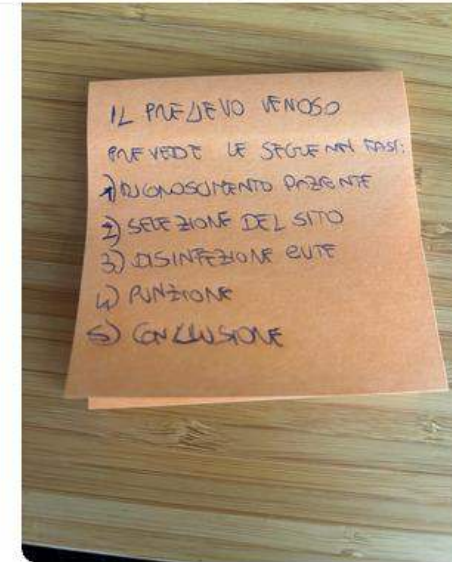 IL PRELIEVO VENOSO
PREVEDE LE SEGUENTI FASI:
1) RICONOSCIMENTO PAZIENTE
2) SELEZIONE DEL SITO
3) DISINFEZIONE CUTE
4) PUNZIONE
5) CONCLUSIONE